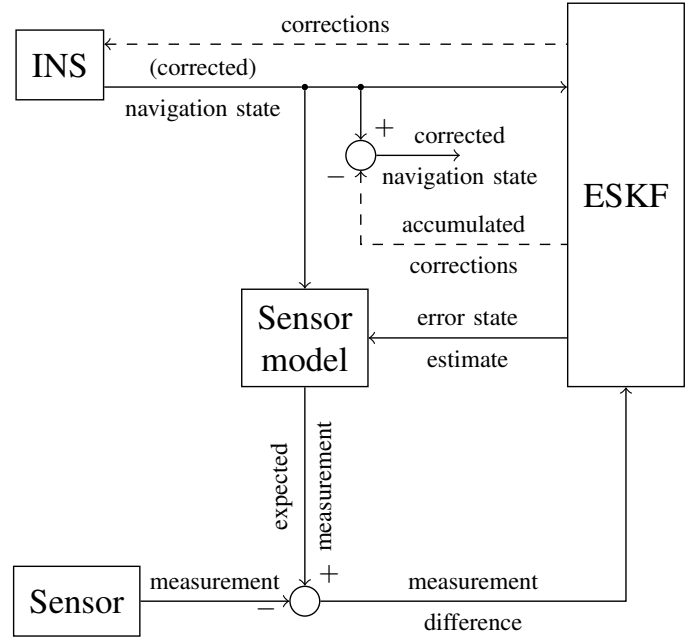 corrections
INS
(corrected)
navigation state
+
corrected
−
navigation state
ESKF
accumulated
corrections
Sensor
model
error state
estimate
expected
measurement
+
Sensor
measurement
−
measurement
difference